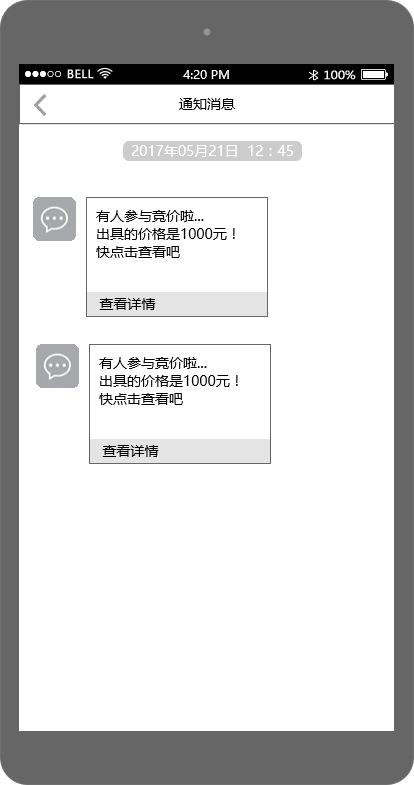 BELL 4:20 PM 100%
通知消息
2017年05月21日 12：45
有人参与竞价啦...
出具的价格是1000元！
快点击查看吧
查看详情
有人参与竞价啦...
出具的价格是1000元！
快点击查看吧
查看详情